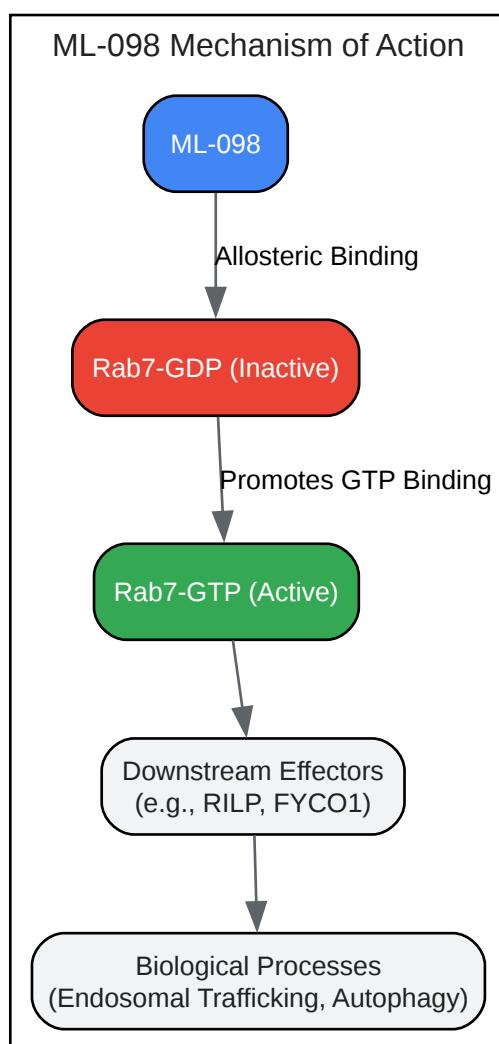 ML-098 Mechanism of Action
ML-098
Allosteric Binding
Rab7-GDP (Inactive)
Promotes GTP Binding
Rab7-GTP (Active)
Downstream Effectors
(e.g., RILP, FYCO1)
Biological Processes
(Endosomal Trafficking, Autophagy)